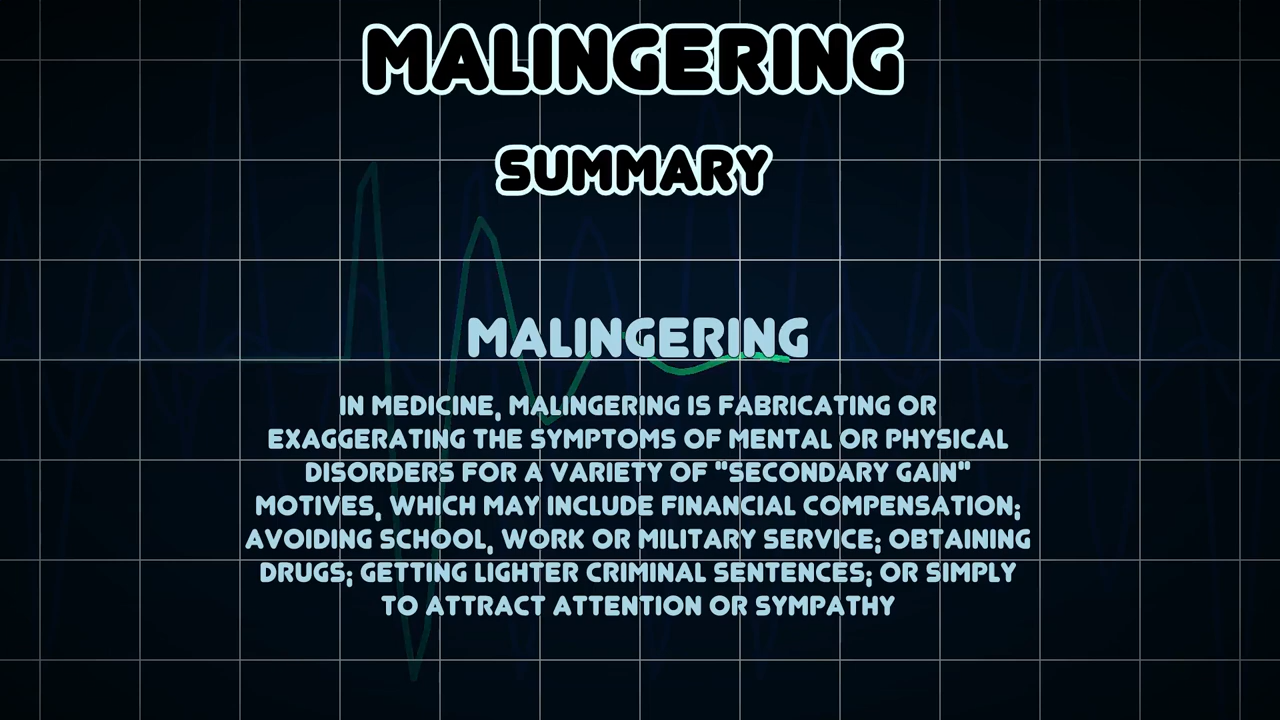 MALINGERING
SUMMARY
MALINGERING
IN MEDICINE, MALINGERING IS FABRICATING OR
EXAGGERATING THE SYMPTOMS OF MENTAL OR PHYSICAL
DISORDERS FOR A VARIETY OF "SECONDARY GAIN"
MOTIVES, WHICH MAY INCLUDE FINANCIAL COMPENSATION;
AVOIDING SCHOOL, WORK OR MILITARY SERVICE; OBTAINING
DRUGS; GETTING LIGHTER CRIMINAL SENTENCES; OR SIMPLY
TO ATTRACT ATTENTION OR SYMPATHY